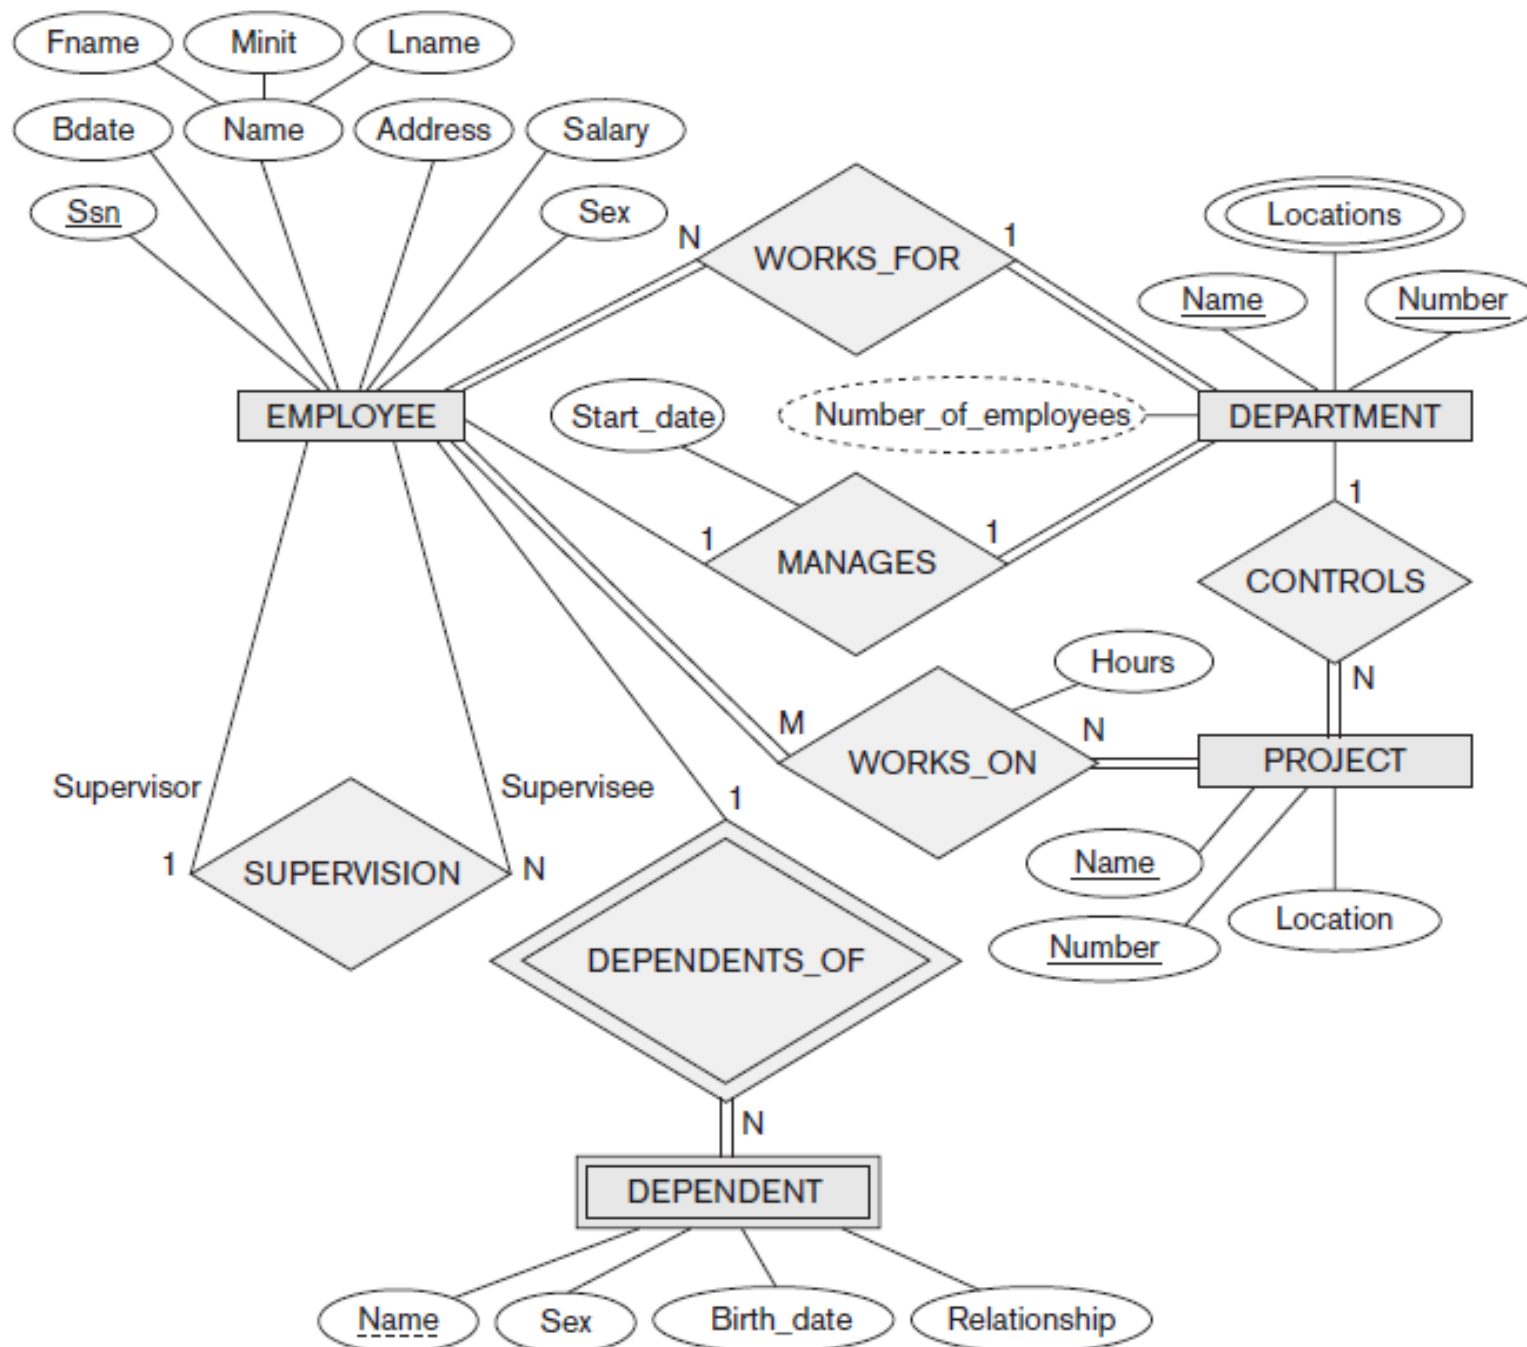 Fname Minit Lname
Bdate Name Address Salary
Ssn Sex
N WORKS_FOR 1
Locations
Name Number
EMPLOYEE Start_date Number_of_employees DEPARTMENT
1 MANAGES 1
1
CONTROLS
Hours
N
M WORKS_ON N
PROJECT
Supervisor Supervisee
1 SUPERVISION N
1
Name
Number Location
DEPENDENTS_OF
N
DEPENDENT
Name Sex Birth_date Relationship